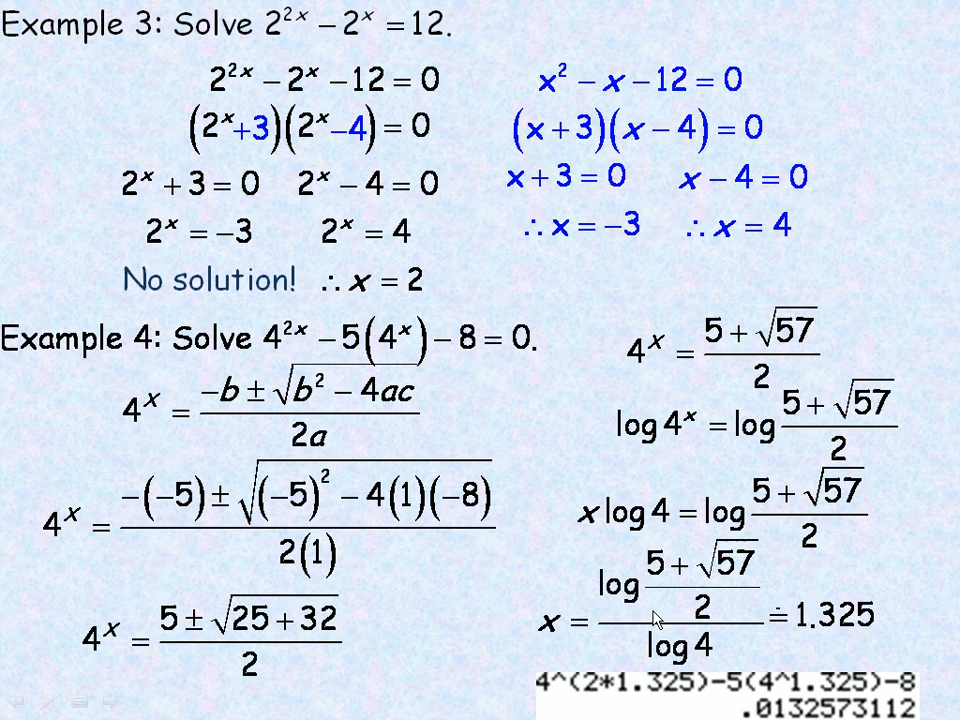 Example 3: Solve 2^{2x} − 2^x = 12.
2^{2x} − 2^x − 12 = 0
(2^x +3)(2^x −4) = 0
2^x + 3 = 0   2^x − 4 = 0
2^x = −3   2^x = 4
No solution!   ∴ x = 2
x^2 − x − 12 = 0
(x + 3)(x − 4) = 0
x + 3 = 0   x − 4 = 0
∴ x = −3   ∴ x = 4
Example 4: Solve 4^{2x} − 5(4^x) − 8 = 0.
4^x = (−b ± √(b^2 − 4ac)) / 2a
4^x = (−(−5) ± √((−5)^2 − 4(1)(−8))) / 2(1)
4^x = (5 ± √(25 + 32)) / 2
4^x = (5 + √57) / 2
log 4^x = log (5 + √57) / 2
x log 4 = log (5 + √57) / 2
x = (log (5 + √57) / 2) / log 4 ≐ 1.325
4^(2*1.325)-5(4^1.325)-8
.0132573112